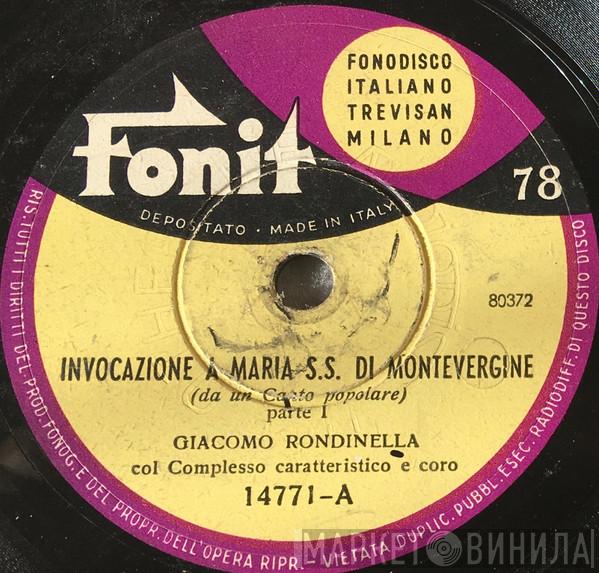 Fonit
FONODISCO
ITALIANO
TREVISAN
MILANO
78
DEPOSITATO • MADE IN ITALY
80372
INVOCAZIONE A MARIA S.S. DI MONTEVERGINE
(da un Canto popolare)
parte I
GIACOMO RONDINELLA
col Complesso caratteristico e coro
14771-A
RIS. TUTTI I DIRITTI DEL PROD. FONOG. E DEL PROPR. DELL'OPERA RIPR. - VIETATA DUPLIC. PUBBL. ESEC. RADIODIFF. DI QUESTO DISCO
МАРКЕТ ВИНИЛА